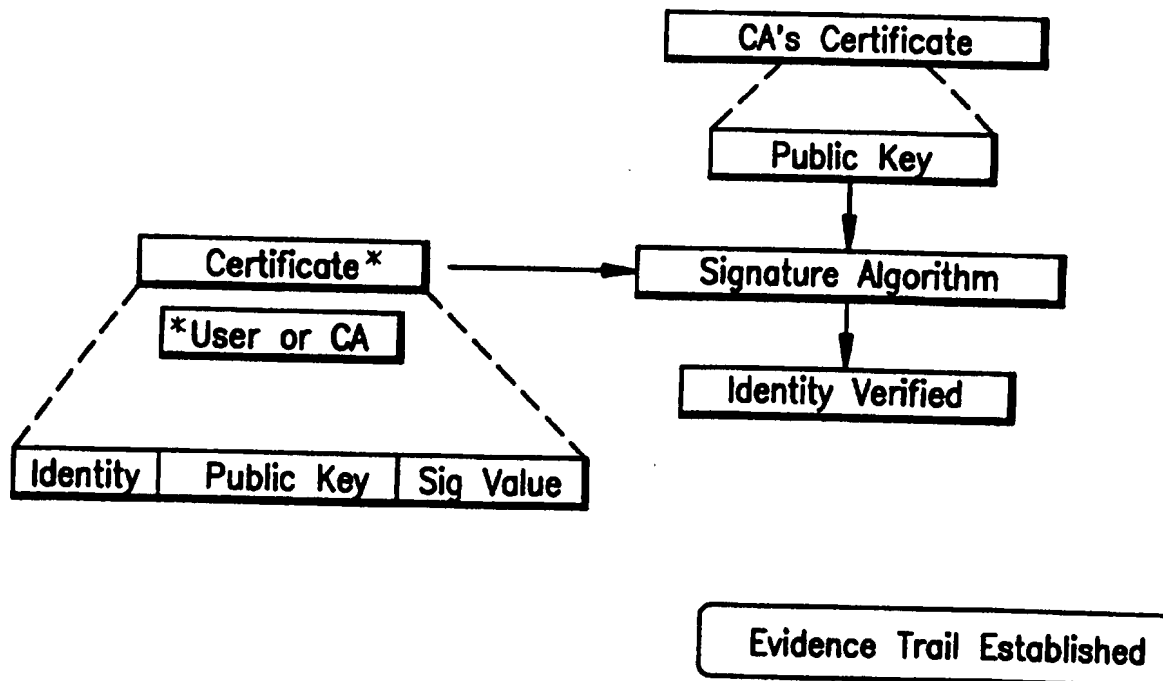 CA's Certificate
Public Key
Certificate*
Signature Algorithm
*User or CA
Identity Verified
Identity Public Key Sig Value
Evidence Trail Established